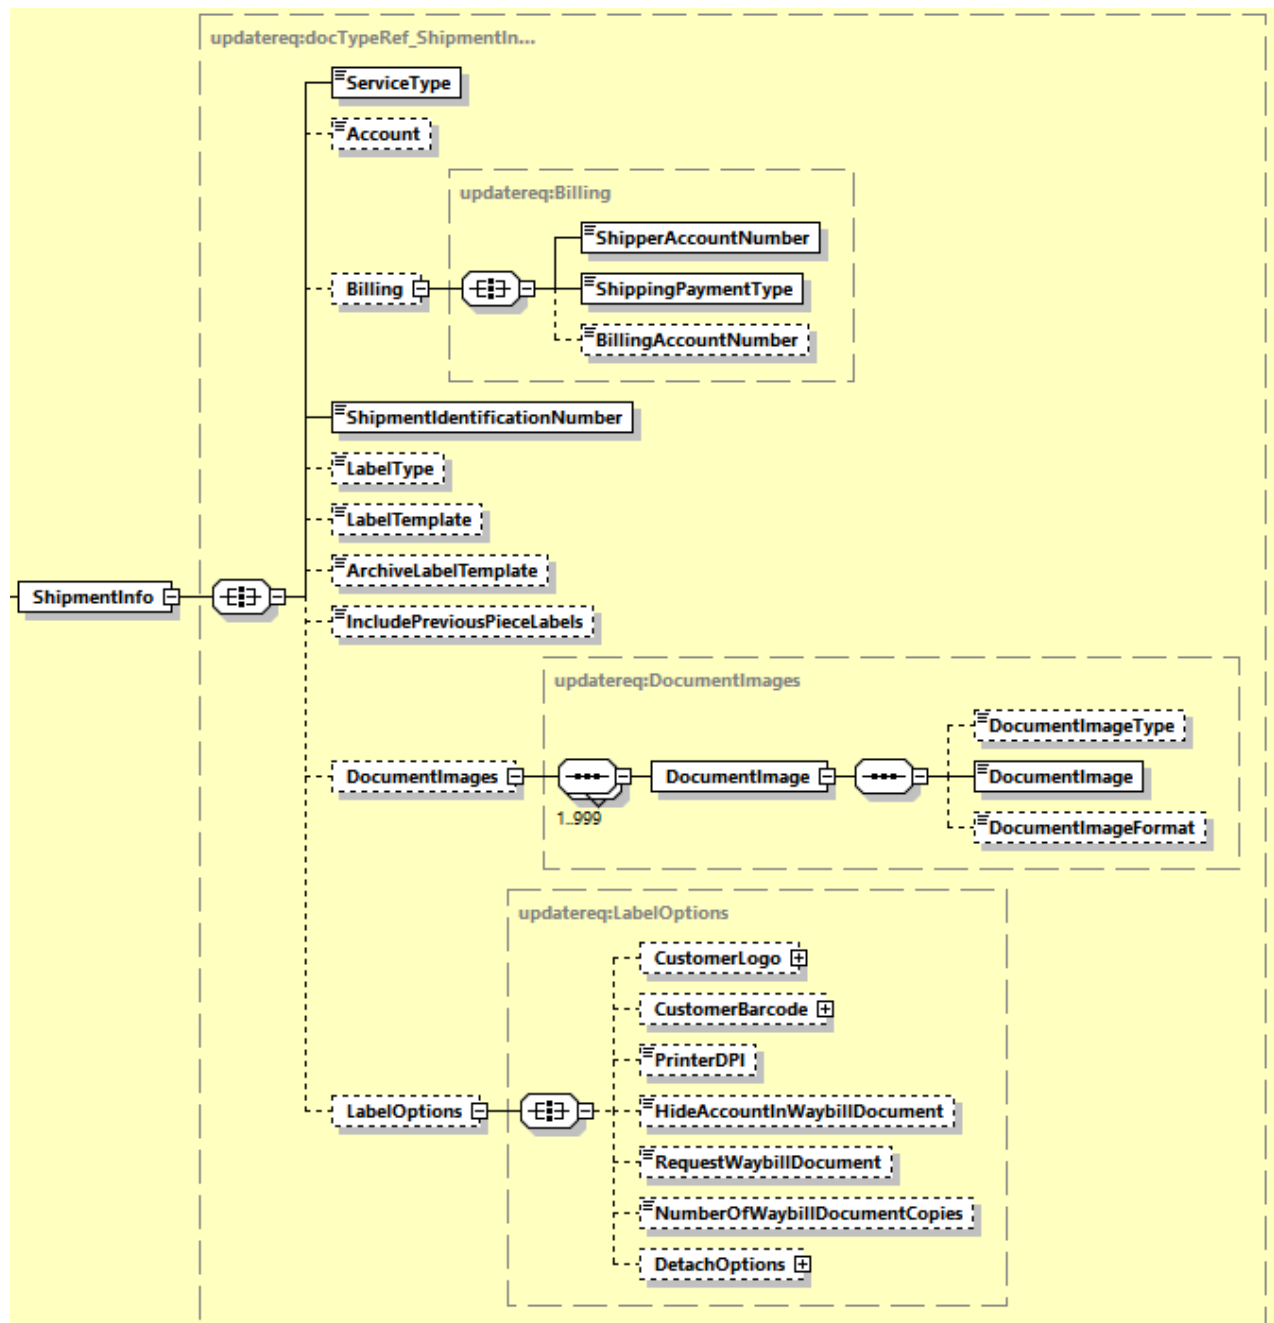 updatereq:docTypeRef_ShipmentIn...
ServiceType
Account
updatereq:Billing
ShipperAccountNumber
Billing
ShippingPaymentType
BillingAccountNumber
ShipmentIdentificationNumber
LabelType
LabelTemplate
ArchiveLabelTemplate
ShipmentInfo
IncludePreviousPieceLabels
updatereq:DocumentImages
DocumentImageType
DocumentImages
DocumentImage
DocumentImage
1..999
DocumentImageFormat
updatereq:LabelOptions
CustomerLogo
CustomerBarcode
PrinterDPI
LabelOptions
HideAccountInWaybillDocument
RequestWaybillDocument
NumberOfWaybillDocumentCopies
DetachOptions